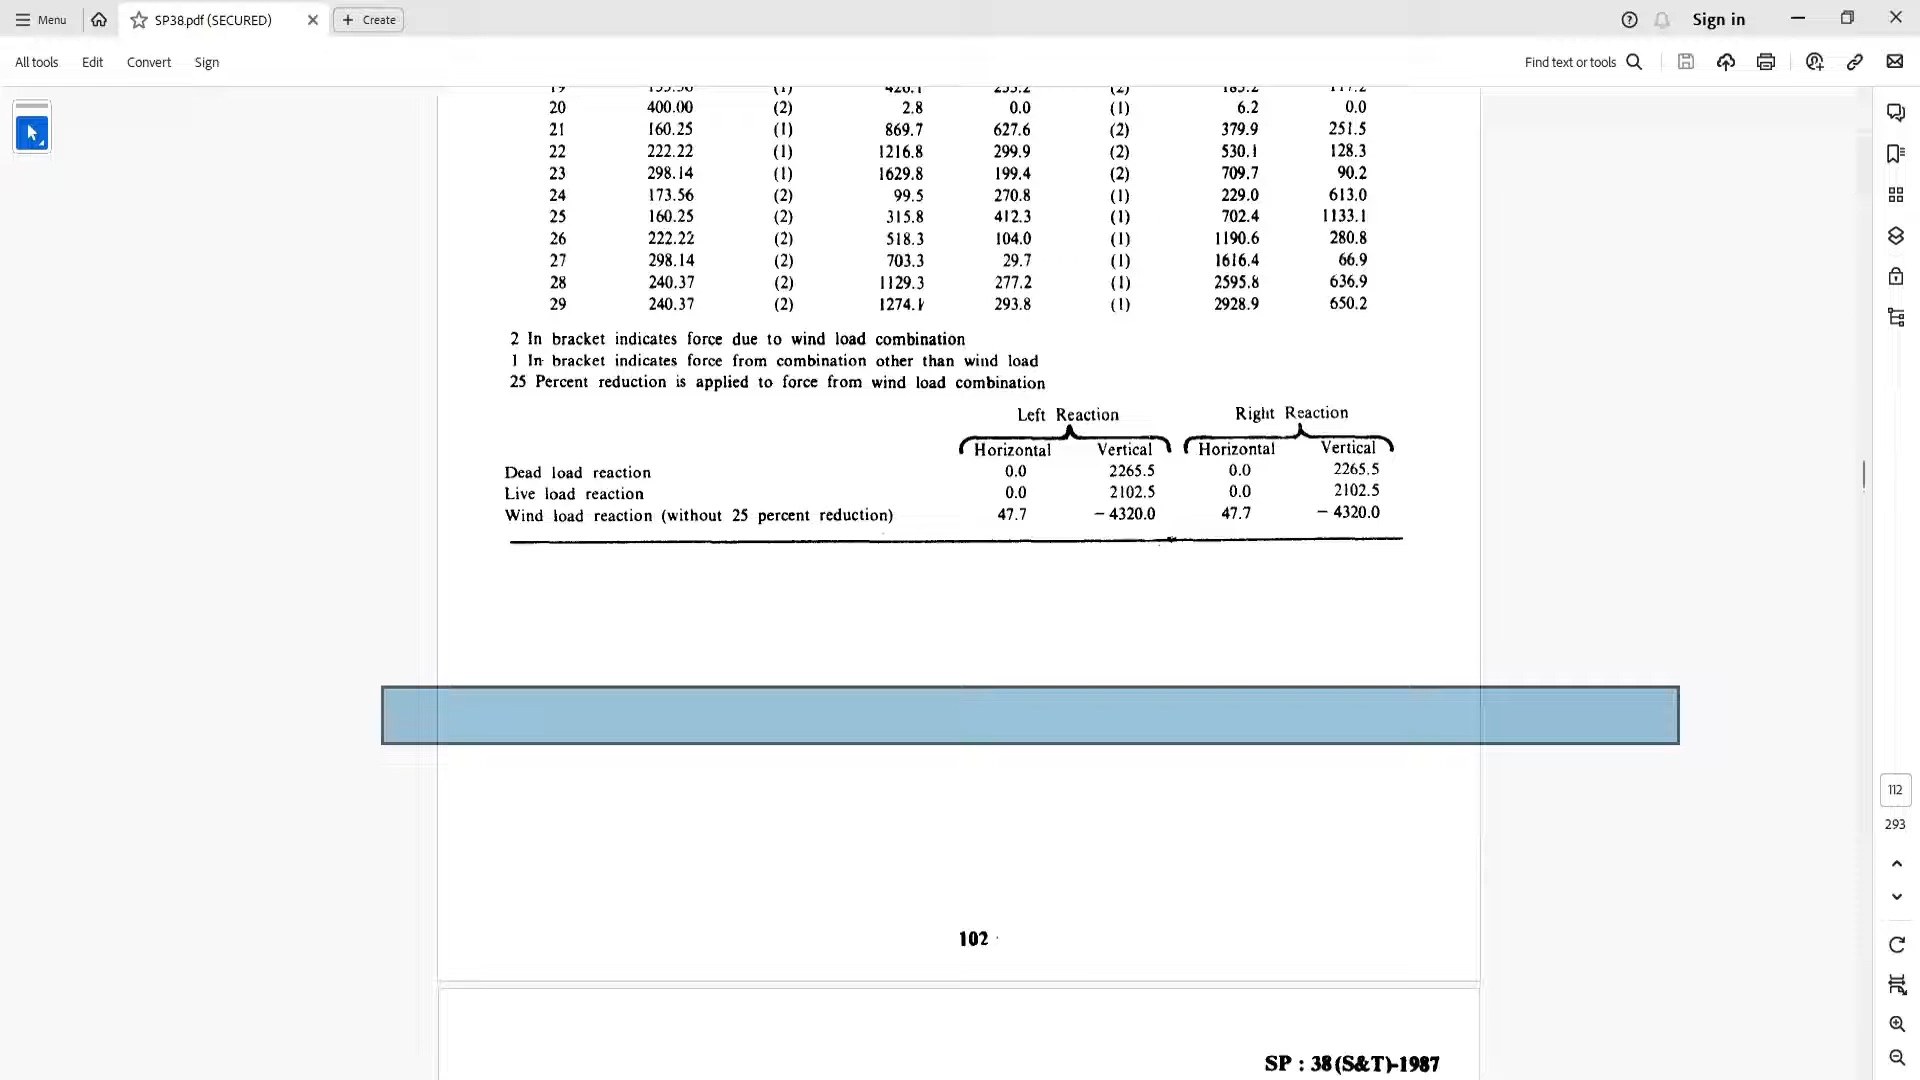 Menu SP38.pdf (SECURED) Create Sign in
All tools Edit Convert Sign Find text or tools
20 400.00 (2) 2.8 0.0 (1) 6.2 0.0
21 160.25 (1) 869.7 627.6 (2) 379.9 251.5
22 222.22 (1) 1216.8 299.9 (2) 530.1 128.3
23 298.14 (1) 1629.8 199.4 (2) 709.7 90.2
24 173.56 (2) 99.5 270.8 (1) 229.0 613.0
25 160.25 (2) 315.8 412.3 (1) 702.4 1133.1
26 222.22 (2) 518.3 104.0 (1) 1190.6 280.8
27 298.14 (2) 703.3 29.7 (1) 1616.4 66.9
28 240.37 (2) 1129.3 277.2 (1) 2595.8 636.9
29 240.37 (2) 1274.1 293.8 (1) 2928.9 650.2
2 In bracket indicates force due to wind load combination
1 In bracket indicates force from combination other than wind load
25 Percent reduction is applied to force from wind load combination
Left Reaction Right Reaction
Horizontal Vertical Horizontal Vertical
Dead load reaction 0.0 2265.5 0.0 2265.5
Live load reaction 0.0 2102.5 0.0 2102.5
Wind load reaction (without 25 percent reduction) 47.7 – 4320.0 47.7 – 4320.0
112
293
102
SP : 38(S&T)-1987